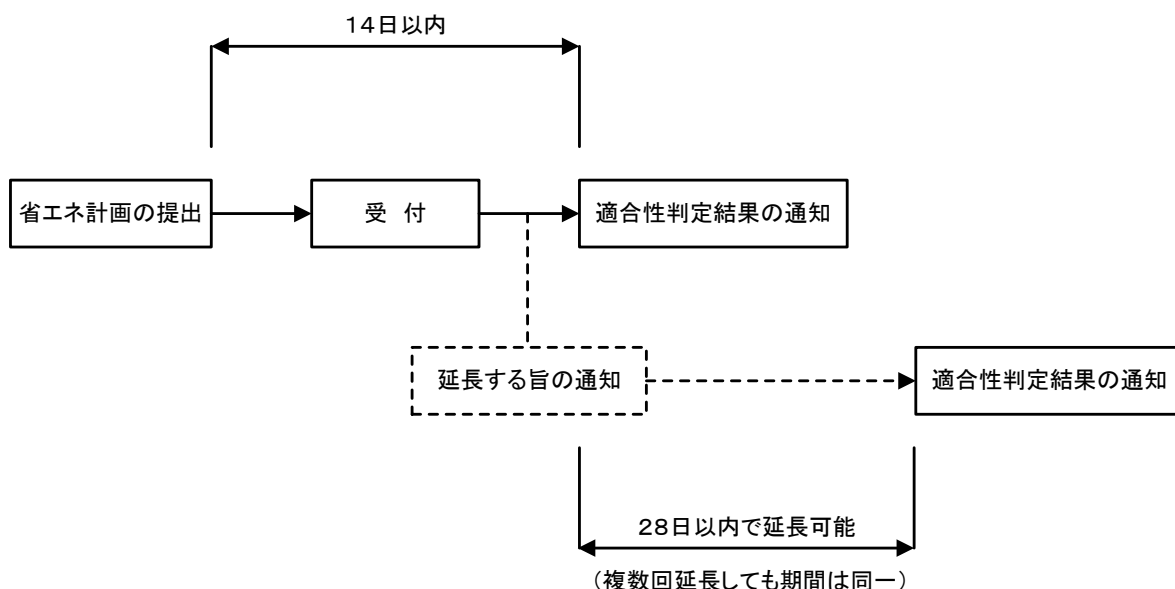 14日以内
省エネ計画の提出
受 付
適合性判定結果の通知
延長する旨の通知
適合性判定結果の通知
28日以内で延長可能
(複数回延長しても期間は同一)